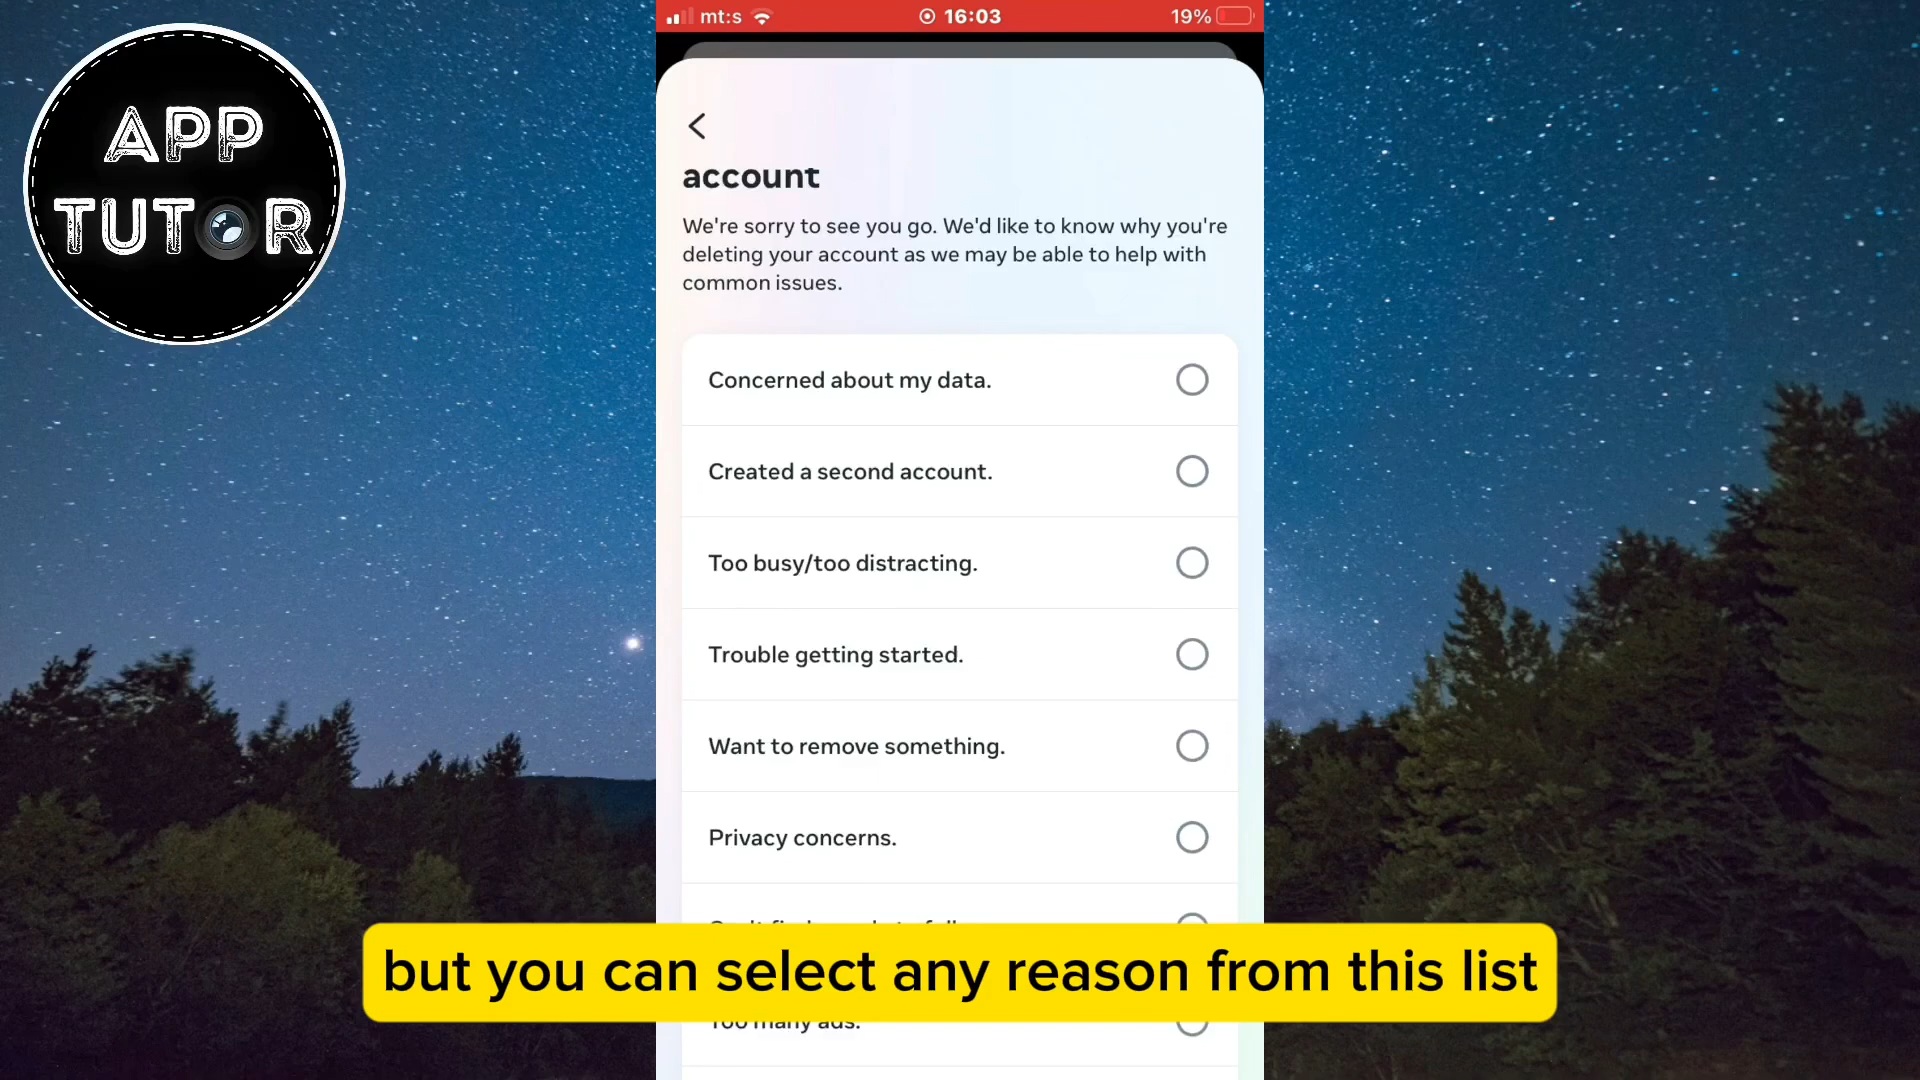 APP
TUTOR
mt:s
16:03
19%
account
We're sorry to see you go. We'd like to know why you're
deleting your account as we may be able to help with
common issues.
Concerned about my data.
Created a second account.
Too busy/too distracting.
Trouble getting started.
Want to remove something.
Privacy concerns.
but you can select any reason from this list
Too many ads.